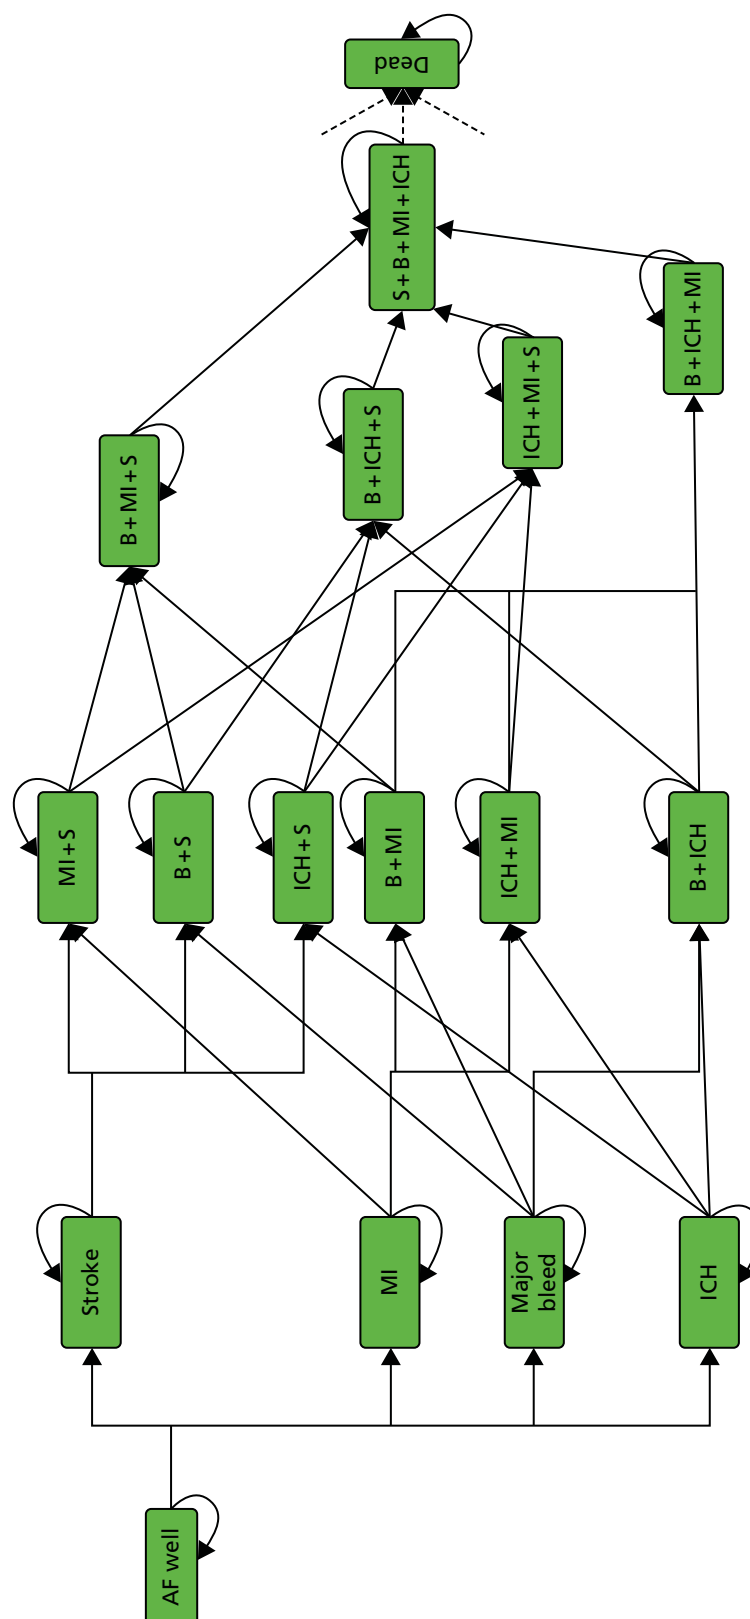 AF well
Stroke
MI
Major
bleed
ICH
MI + S
B + S
ICH + S
B + MI
ICH + MI
B + ICH
B + MI + S
B + ICH + S
ICH + MI + S
B + ICH + MI
S + B + MI + ICH
Dead